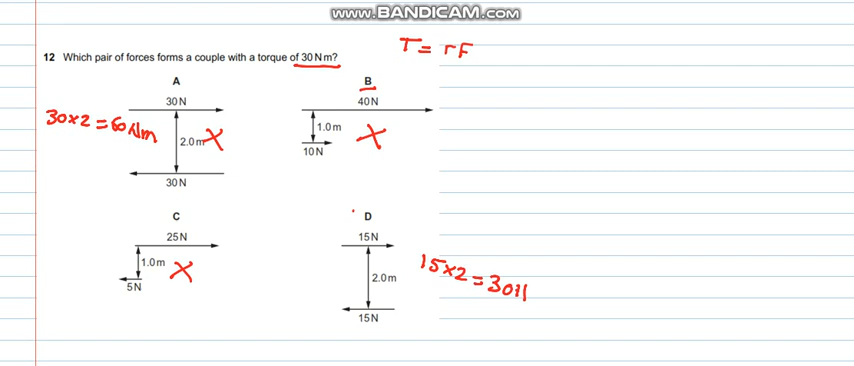 www.BANDICAM.com
12 Which pair of forces forms a couple with a torque of 30 N m?
T = rF
A
30 N
30×2 = 60 Nm
2.0 m
30 N
B
40 N
1.0 m
10 N
C
25 N
1.0 m
5 N
D
15 N
2.0 m
15 N
15×2 = 30